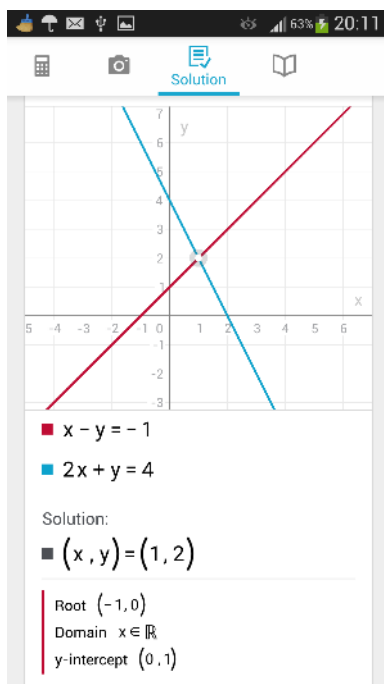 63% 20:11
Solution
y
7
6
5
4
3
2
1
x
5 -4 -3 -2 -1 0 1 2 3 4 5 6
-1
-2
-3
x - y = - 1
2x + y = 4
Solution:
(x , y) = (1 , 2)
Root (-1,0)
Domain x ∈ ℝ
y-intercept (0,1)